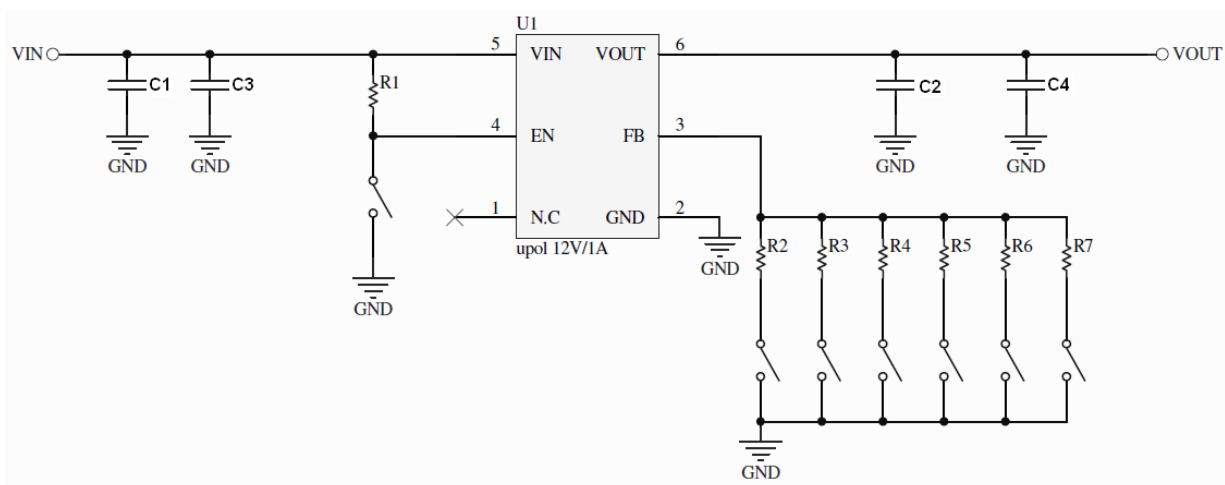 U1
VIN
5
VIN
VOUT
6
VOUT
C1
C3
R1
C2
C4
4
EN
FB
3
GND
GND
GND
GND
1
N.C
GND
2
upol 12V/1A
GND
R2
R3
R4
R5
R6
R7
GND
GND